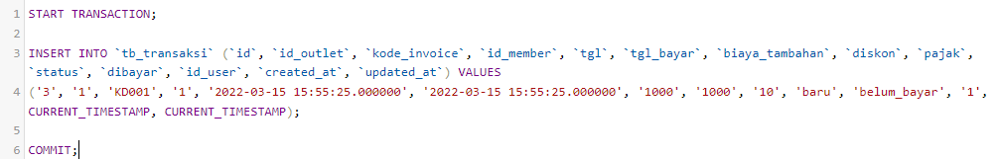 1 START TRANSACTION;
2
3 INSERT INTO `tb_transaksi` (`id`, `id_outlet`, `kode_invoice`, `id_member`, `tgl`, `tgl_bayar`, `biaya_tambahan`, `diskon`, `pajak`,
`status`, `dibayar`, `id_user`, `created_at`, `updated_at`) VALUES
4 ('3', '1', 'KD001', '1', '2022-03-15 15:55:25.000000', '2022-03-15 15:55:25.000000', '1000', '1000', '10', 'baru', 'belum_bayar', '1',
CURRENT_TIMESTAMP, CURRENT_TIMESTAMP);
5
6 COMMIT;